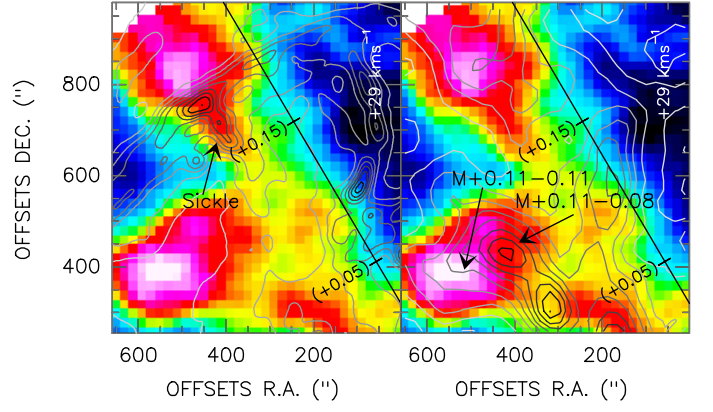 OFFSETS DEC. (")
800
600
400
+29 kms⁻¹
(+0.15)
Sickle
(+0.05)
600
400
200
OFFSETS R.A. (")
+29 kms⁻¹
(+0.15)
M+0.11−0.11
M+0.11−0.08
(+0.05)
600
400
200
OFFSETS R.A. (")